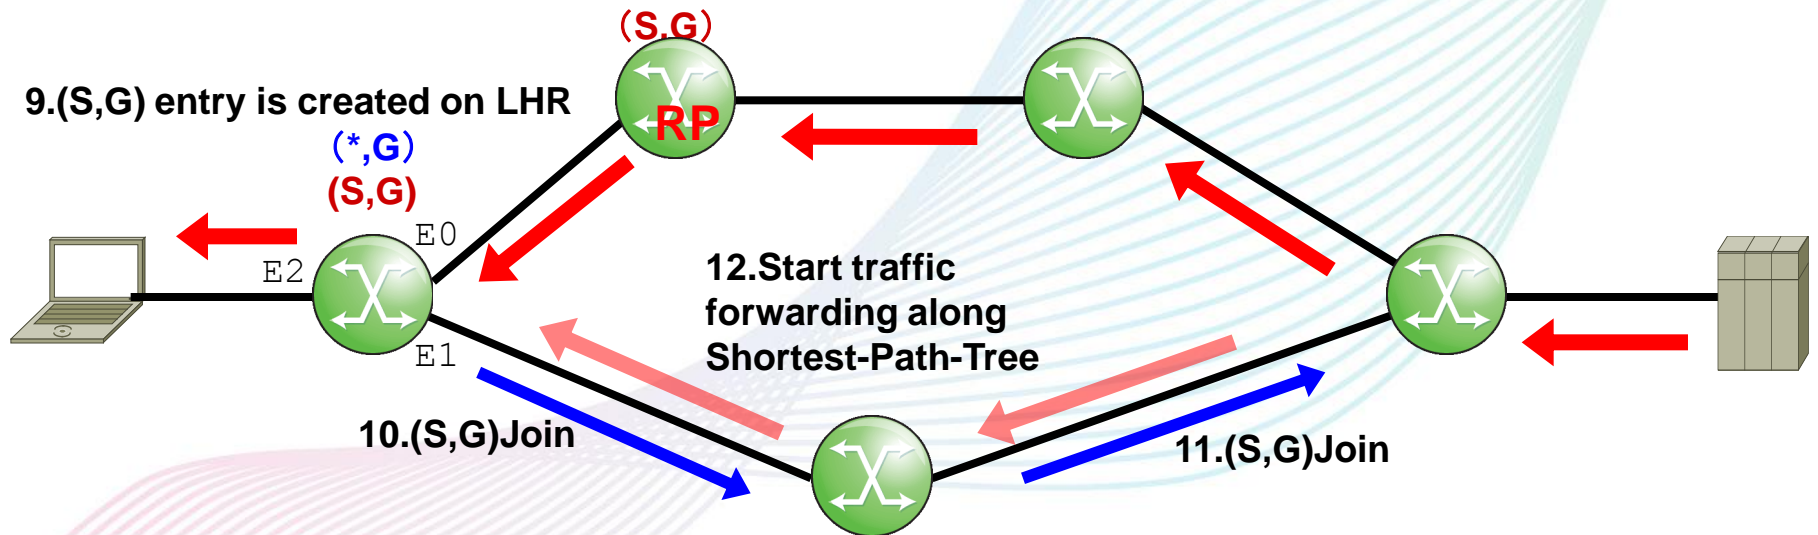 （S,G）
9.(S,G) entry is created on LHR
（*,G）
(S,G)
RP
E0
E2
E1
12.Start traffic
forwarding along
Shortest-Path-Tree
10.(S,G)Join
11.(S,G)Join